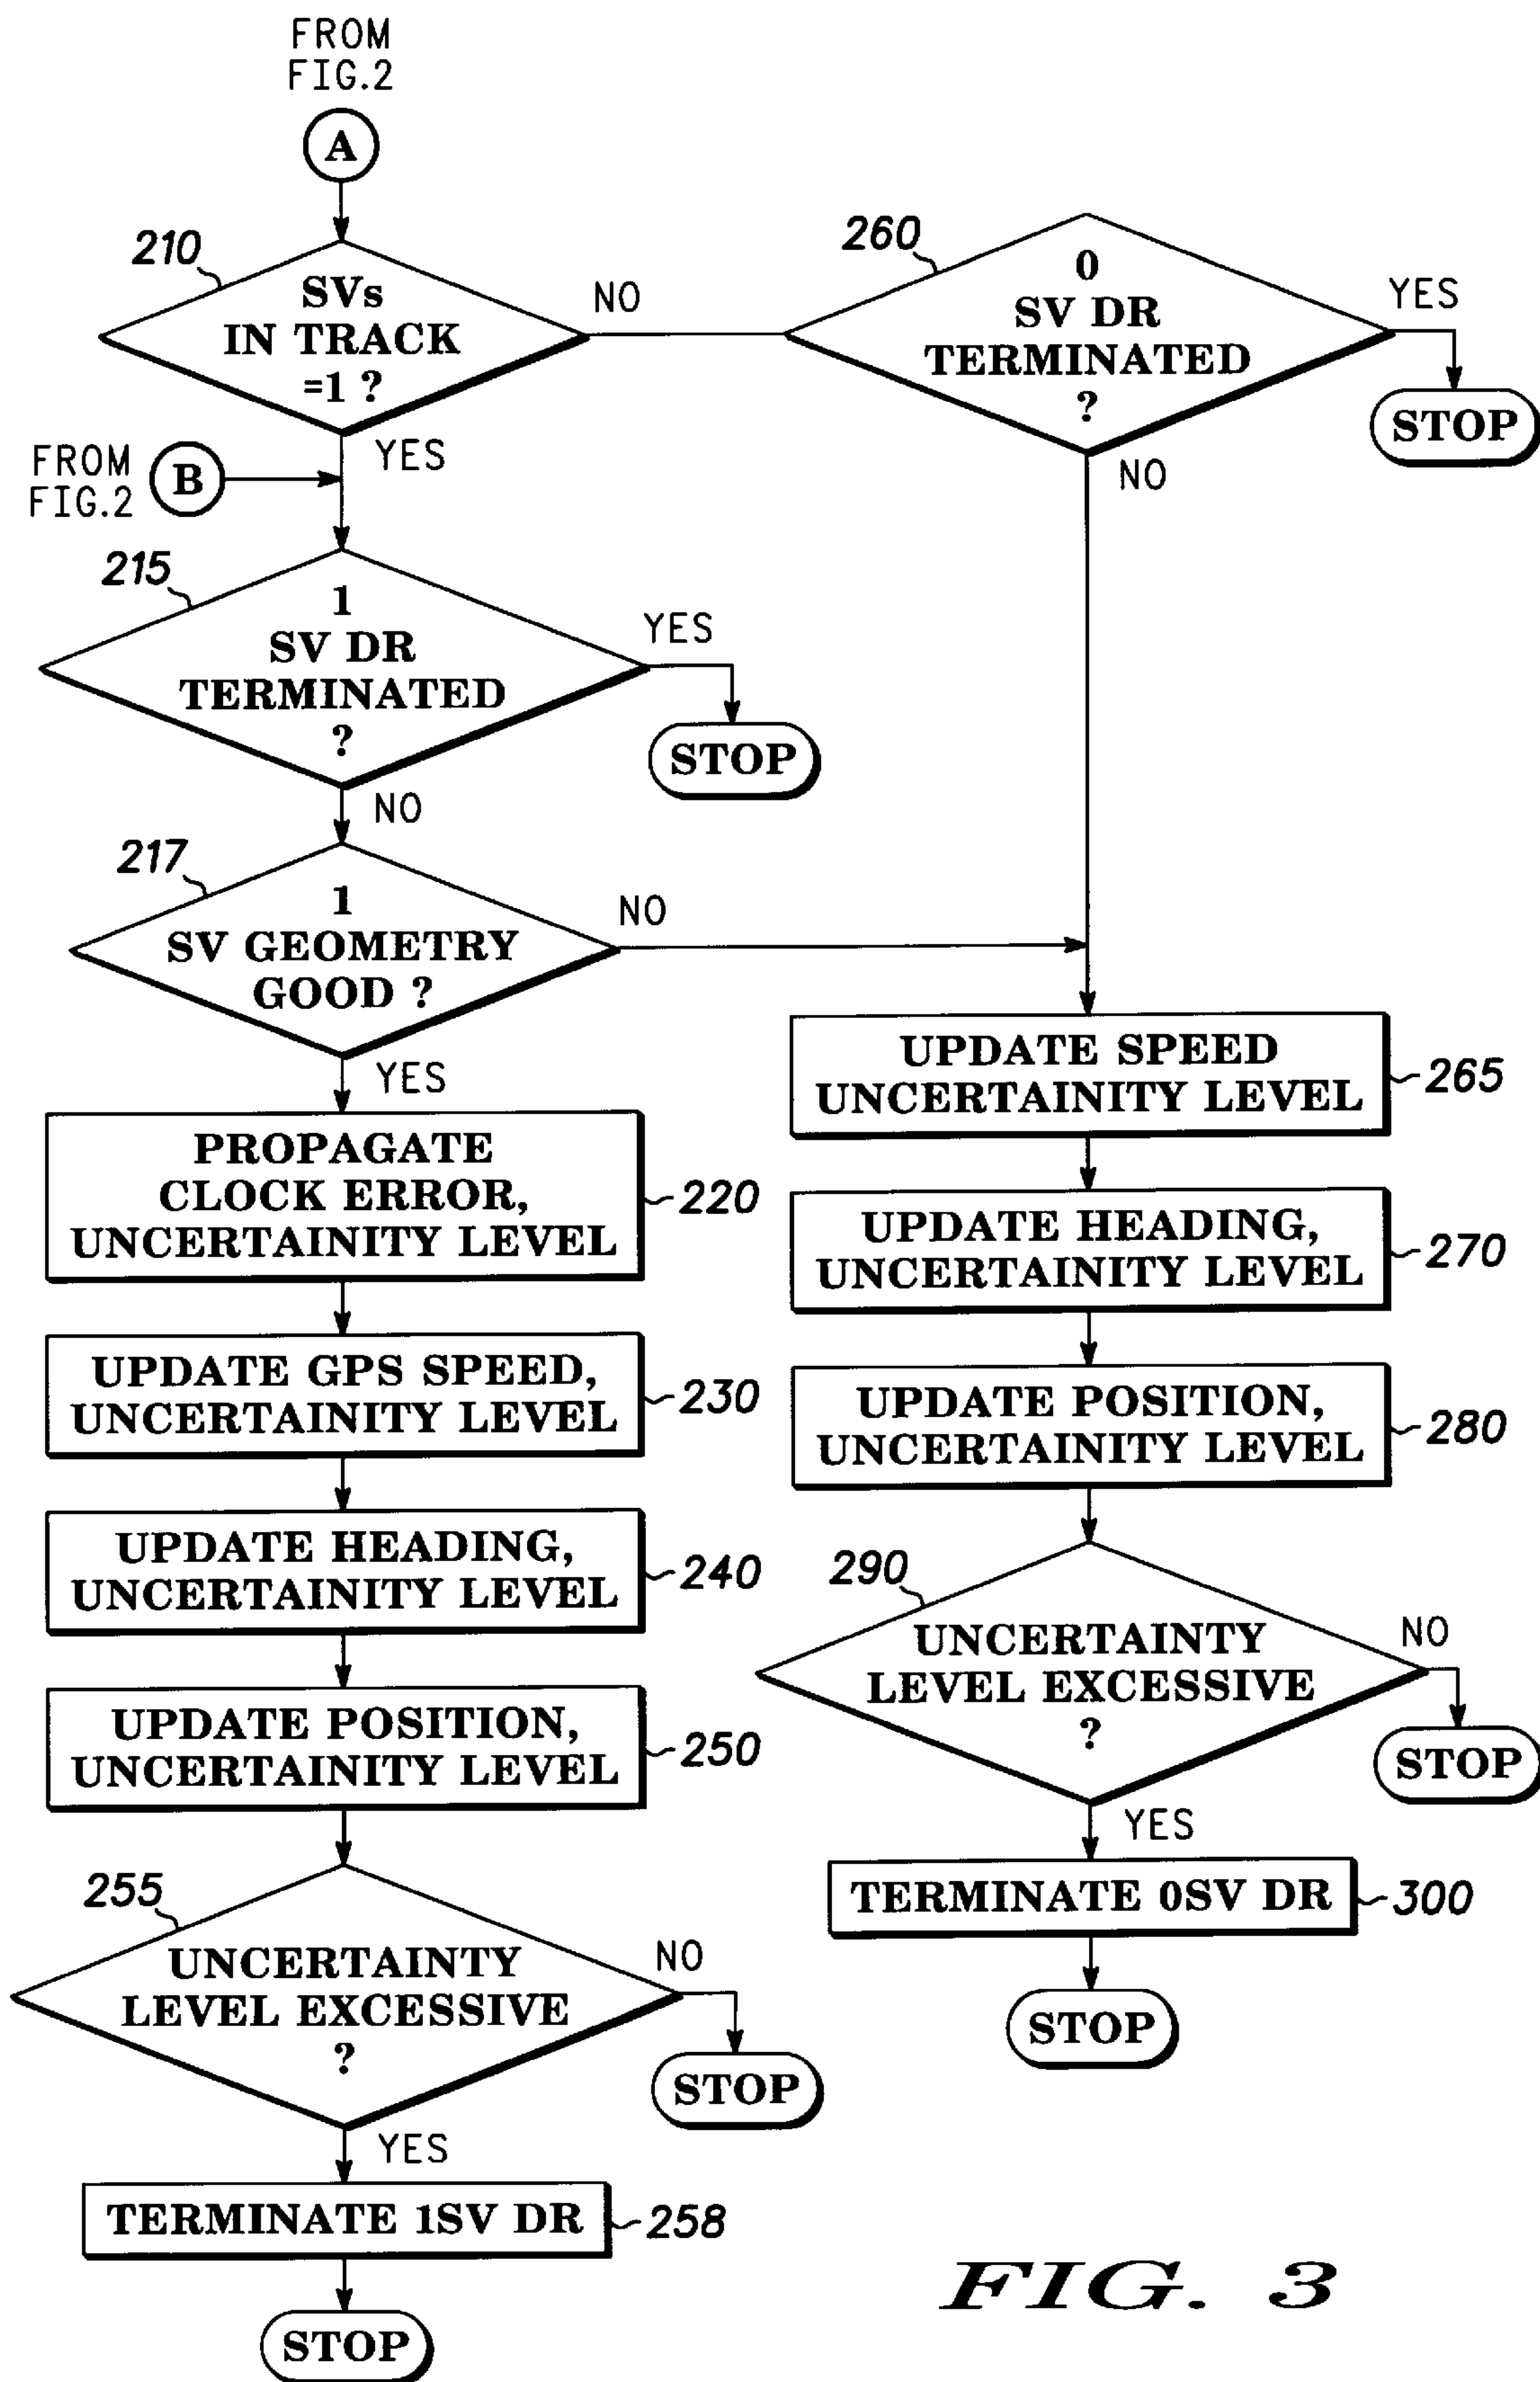 FROM
FIG.2
A
210
SVs
IN TRACK
=1 ?
NO
YES
260
0
SV DR
TERMINATED
?
YES
STOP
NO
FROM
FIG.2
B
215
1
SV DR
TERMINATED
?
YES
STOP
NO
217
1
SV GEOMETRY
GOOD ?
NO
YES
PROPAGATE
CLOCK ERROR,
UNCERTAINITY LEVEL
220
UPDATE GPS SPEED,
UNCERTAINITY LEVEL
230
UPDATE HEADING,
UNCERTAINITY LEVEL
240
UPDATE POSITION,
UNCERTAINITY LEVEL
250
255
UNCERTAINTY
LEVEL EXCESSIVE
?
NO
STOP
YES
TERMINATE 1SV DR
258
STOP
UPDATE SPEED
UNCERTAINITY LEVEL
265
UPDATE HEADING,
UNCERTAINITY LEVEL
270
UPDATE POSITION,
UNCERTAINITY LEVEL
280
290
UNCERTAINTY
LEVEL EXCESSIVE
?
NO
STOP
YES
TERMINATE 0SV DR
300
STOP
FIG. 3